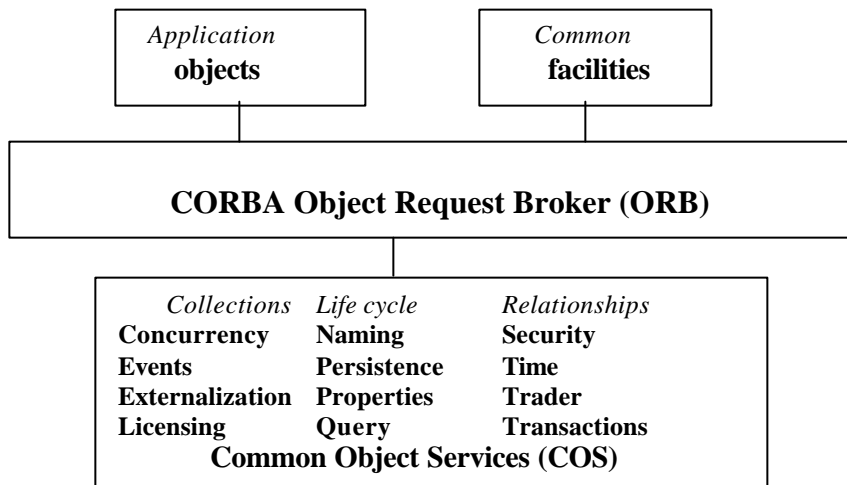 Application
objects
Common
facilities
CORBA Object Request Broker (ORB)
Collections Life cycle Relationships
Concurrency Naming Security
Events Persistence Time
Externalization Properties Trader
Licensing Query Transactions
Common Object Services (COS)